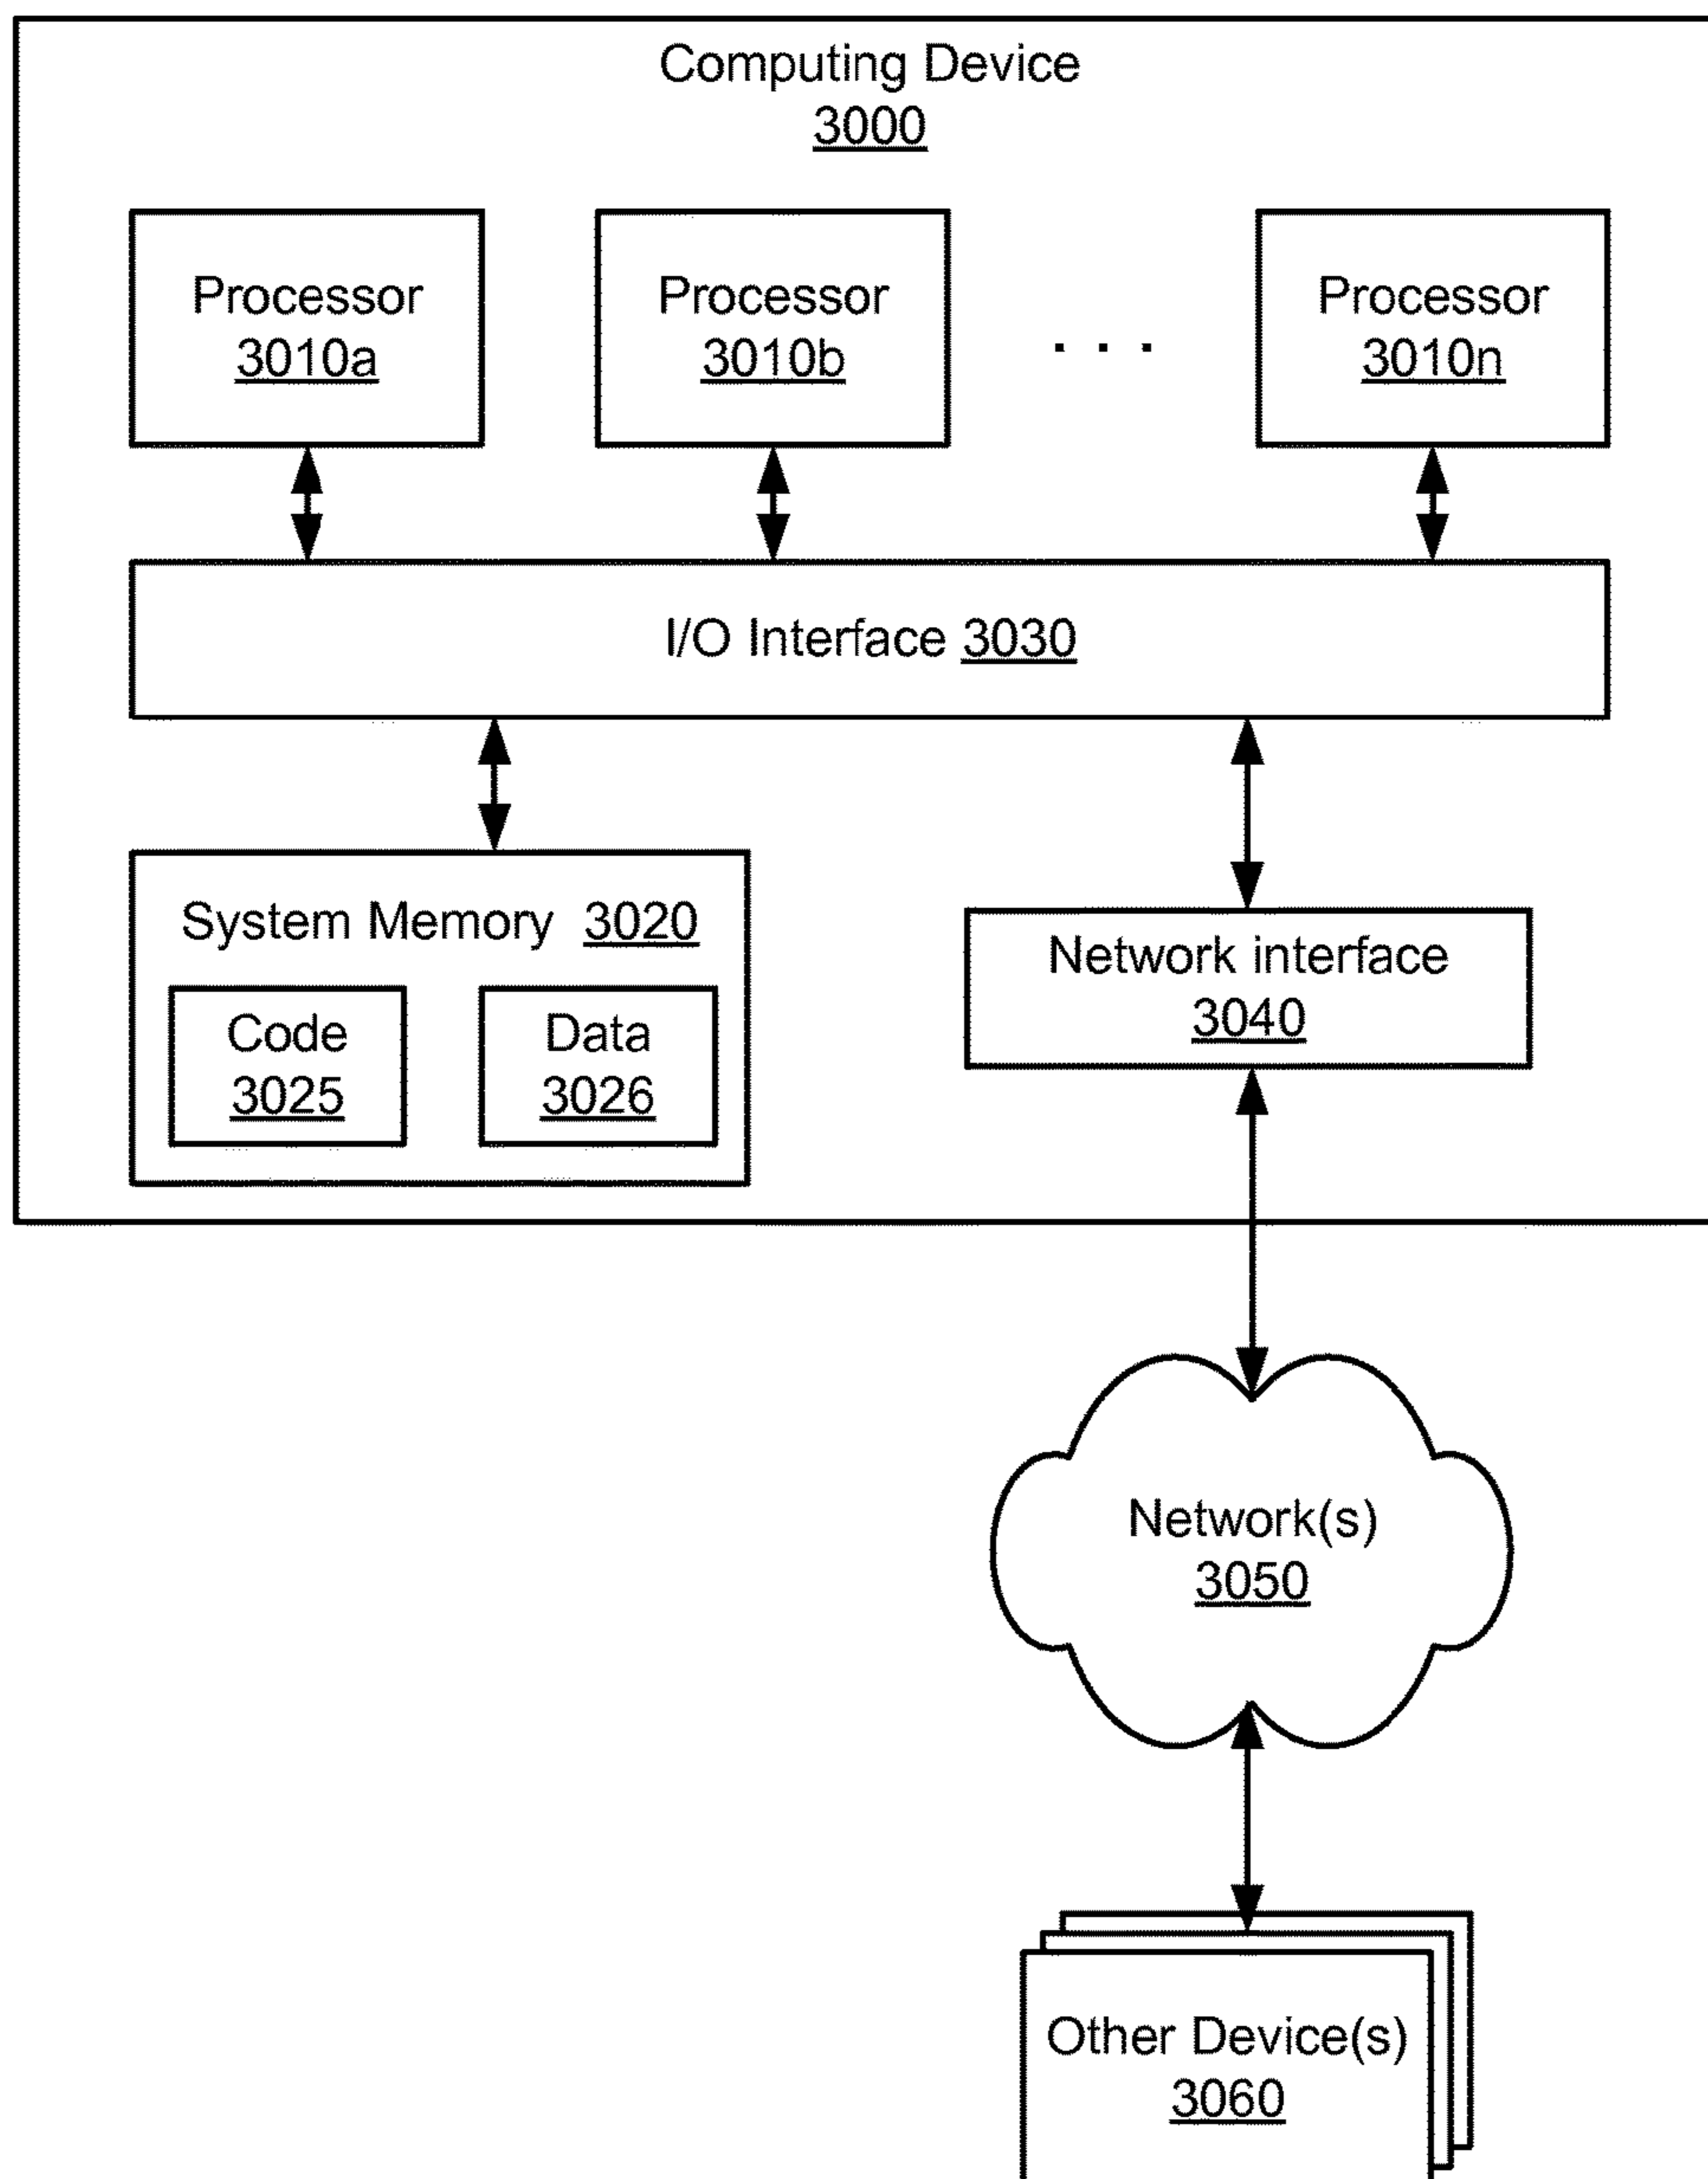 Computing Device
3000
Processor
3010a
Processor
3010b
. . .
Processor
3010n
I/O Interface 3030
System Memory 3020
Code
3025
Data
3026
Network interface
3040
Network(s)
3050
Other Device(s)
3060